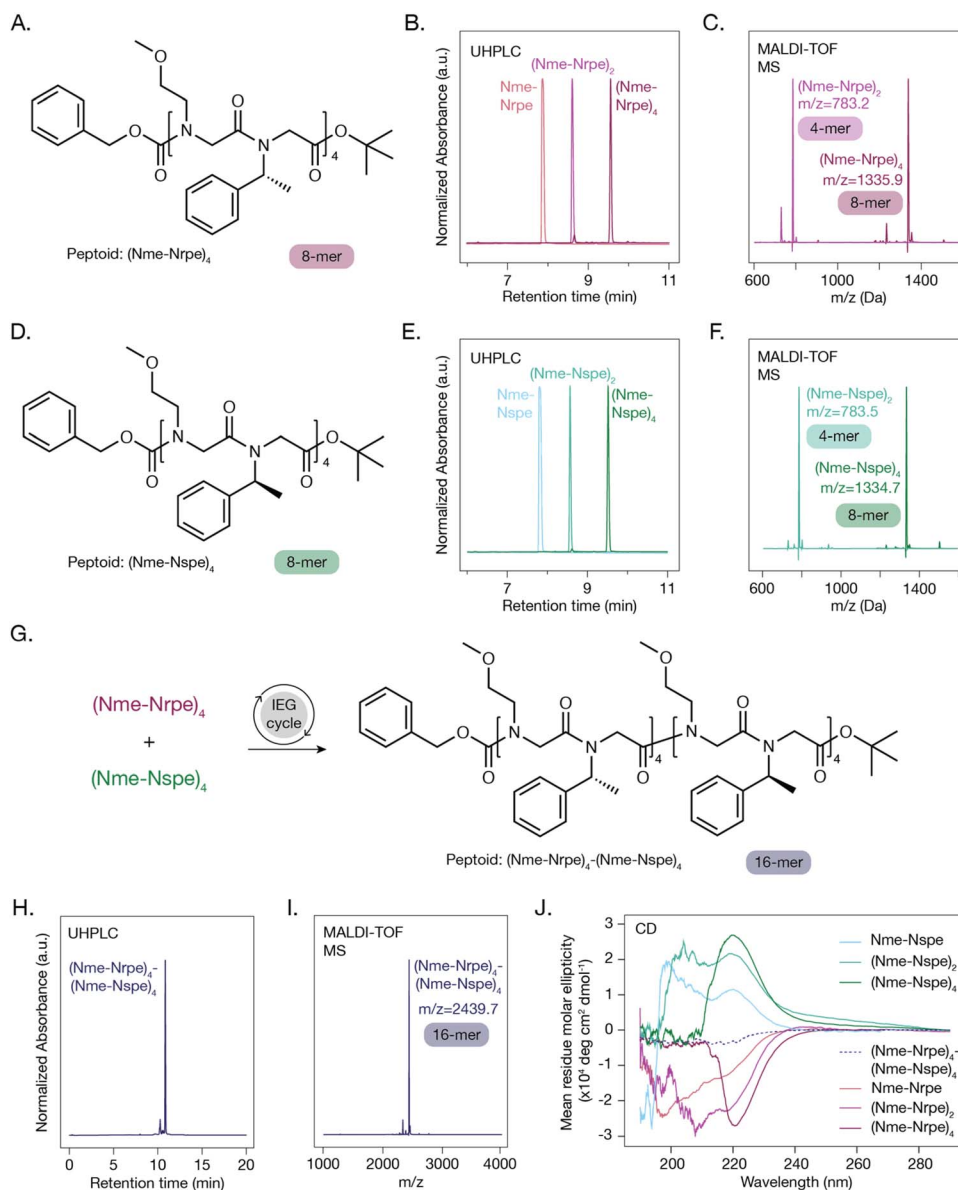 A.
O
O
O
N
N
O
O
O
4
Peptoid: (Nme-Nrpe)₄
8-mer
B.
UHPLC
(Nme-Nrpe)₂
Nme-
Nrpe
(Nme-
Nrpe)₄
Normalized Absorbance (a.u.)
7
9
11
Retention time (min)
C.
MALDI-TOF
MS
(Nme-Nrpe)₂
m/z=783.2
4-mer
(Nme-Nrpe)₄
m/z=1335.9
8-mer
600
1000
1400
m/z (Da)
D.
O
O
O
N
N
O
O
O
4
Peptoid: (Nme-Nspe)₄
8-mer
E.
UHPLC
(Nme-Nspe)₂
Nme-
Nspe
(Nme-
Nspe)₄
Normalized Absorbance (a.u.)
7
9
11
Retention time (min)
F.
MALDI-TOF
MS
(Nme-Nspe)₂
m/z=783.5
4-mer
(Nme-Nspe)₄
m/z=1334.7
8-mer
600
1000
1400
m/z (Da)
G.
(Nme-Nrpe)₄
+
(Nme-Nspe)₄
IEG
cycle
O
O
O
O
O
N
N
N
N
O
O
O
O
4
4
Peptoid: (Nme-Nrpe)₄-(Nme-Nspe)₄
16-mer
H.
UHPLC
(Nme-Nrpe)₄-
(Nme-Nspe)₄
Normalized Absorbance (a.u.)
0
10
20
Retention time (min)
I.
MALDI-TOF
MS
(Nme-Nrpe)₄-
(Nme-Nspe)₄
m/z=2439.7
16-mer
1000
2000
3000
4000
m/z
J.
CD
Mean residue molar ellipticity
(x10⁴ deg cm² dmol⁻¹)
3
2
1
0
-1
-2
-3
200
220
240
260
280
Wavelength (nm)
Nme-Nspe
(Nme-Nspe)₂
(Nme-Nspe)₄
(Nme-Nrpe)₄-
(Nme-Nspe)₄
Nme-Nrpe
(Nme-Nrpe)₂
(Nme-Nrpe)₄